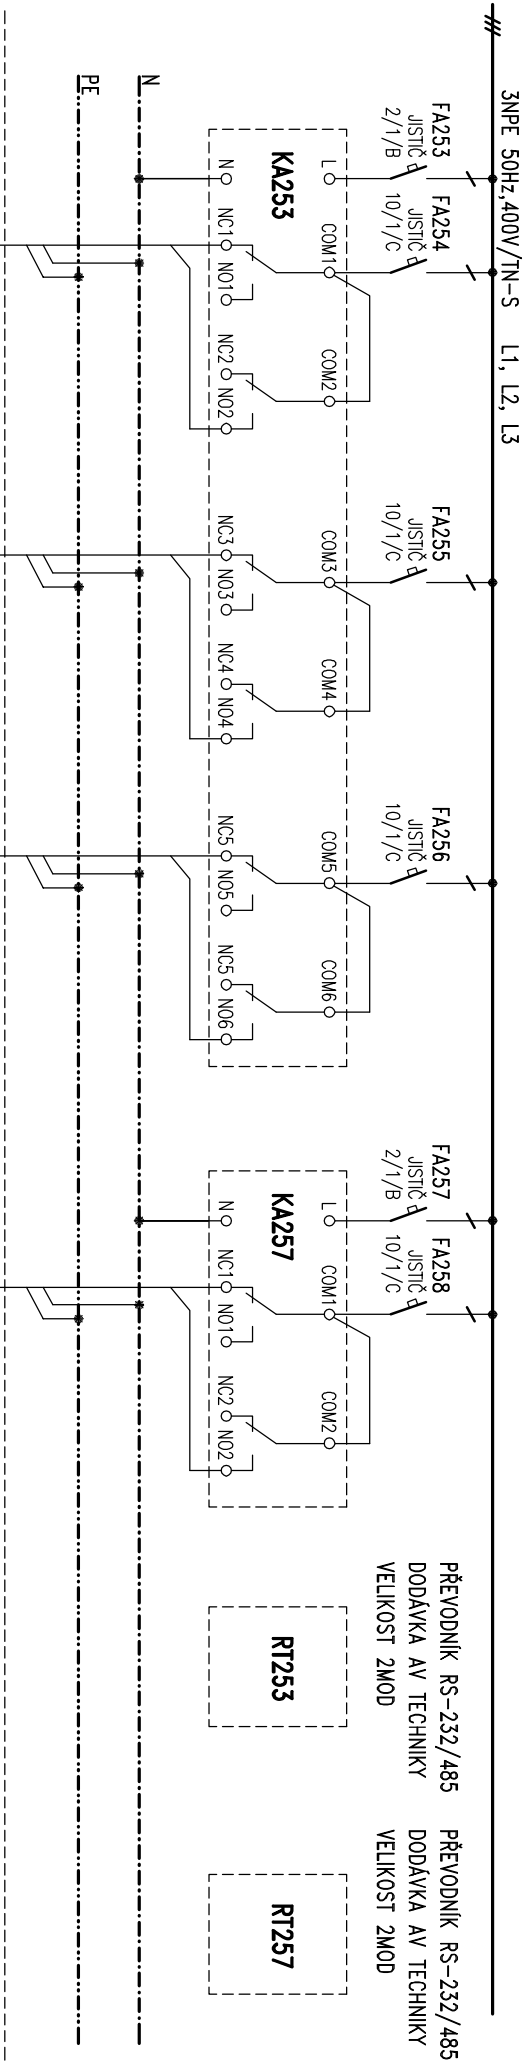 3NPE 50Hz,400V/TN-S L1, L2, L3
FA253
JISTIČ
2/1/B
FA254
JISTIČ
10/1/C
FA255
JISTIČ
10/1/C
FA256
JISTIČ
10/1/C
FA257
JISTIČ
2/1/B
FA258
JISTIČ
10/1/C
PŘEVODNÍK RS-232/485
DODÁVKA AV TECHNIKY
VELIKOST 2MOD
PŘEVODNÍK RS-232/485
DODÁVKA AV TECHNIKY
VELIKOST 2MOD
L COM1 COM2 COM3 COM4 COM5 COM6
KA253
N NC1 NO1 NC2 NO2 NC3 NO3 NC4 NO4 NC5 NO5 NC5 NO6
L COM1 COM2
KA257
N NC1 NO1 NC2 NO2
RT253
RT257
N
PE